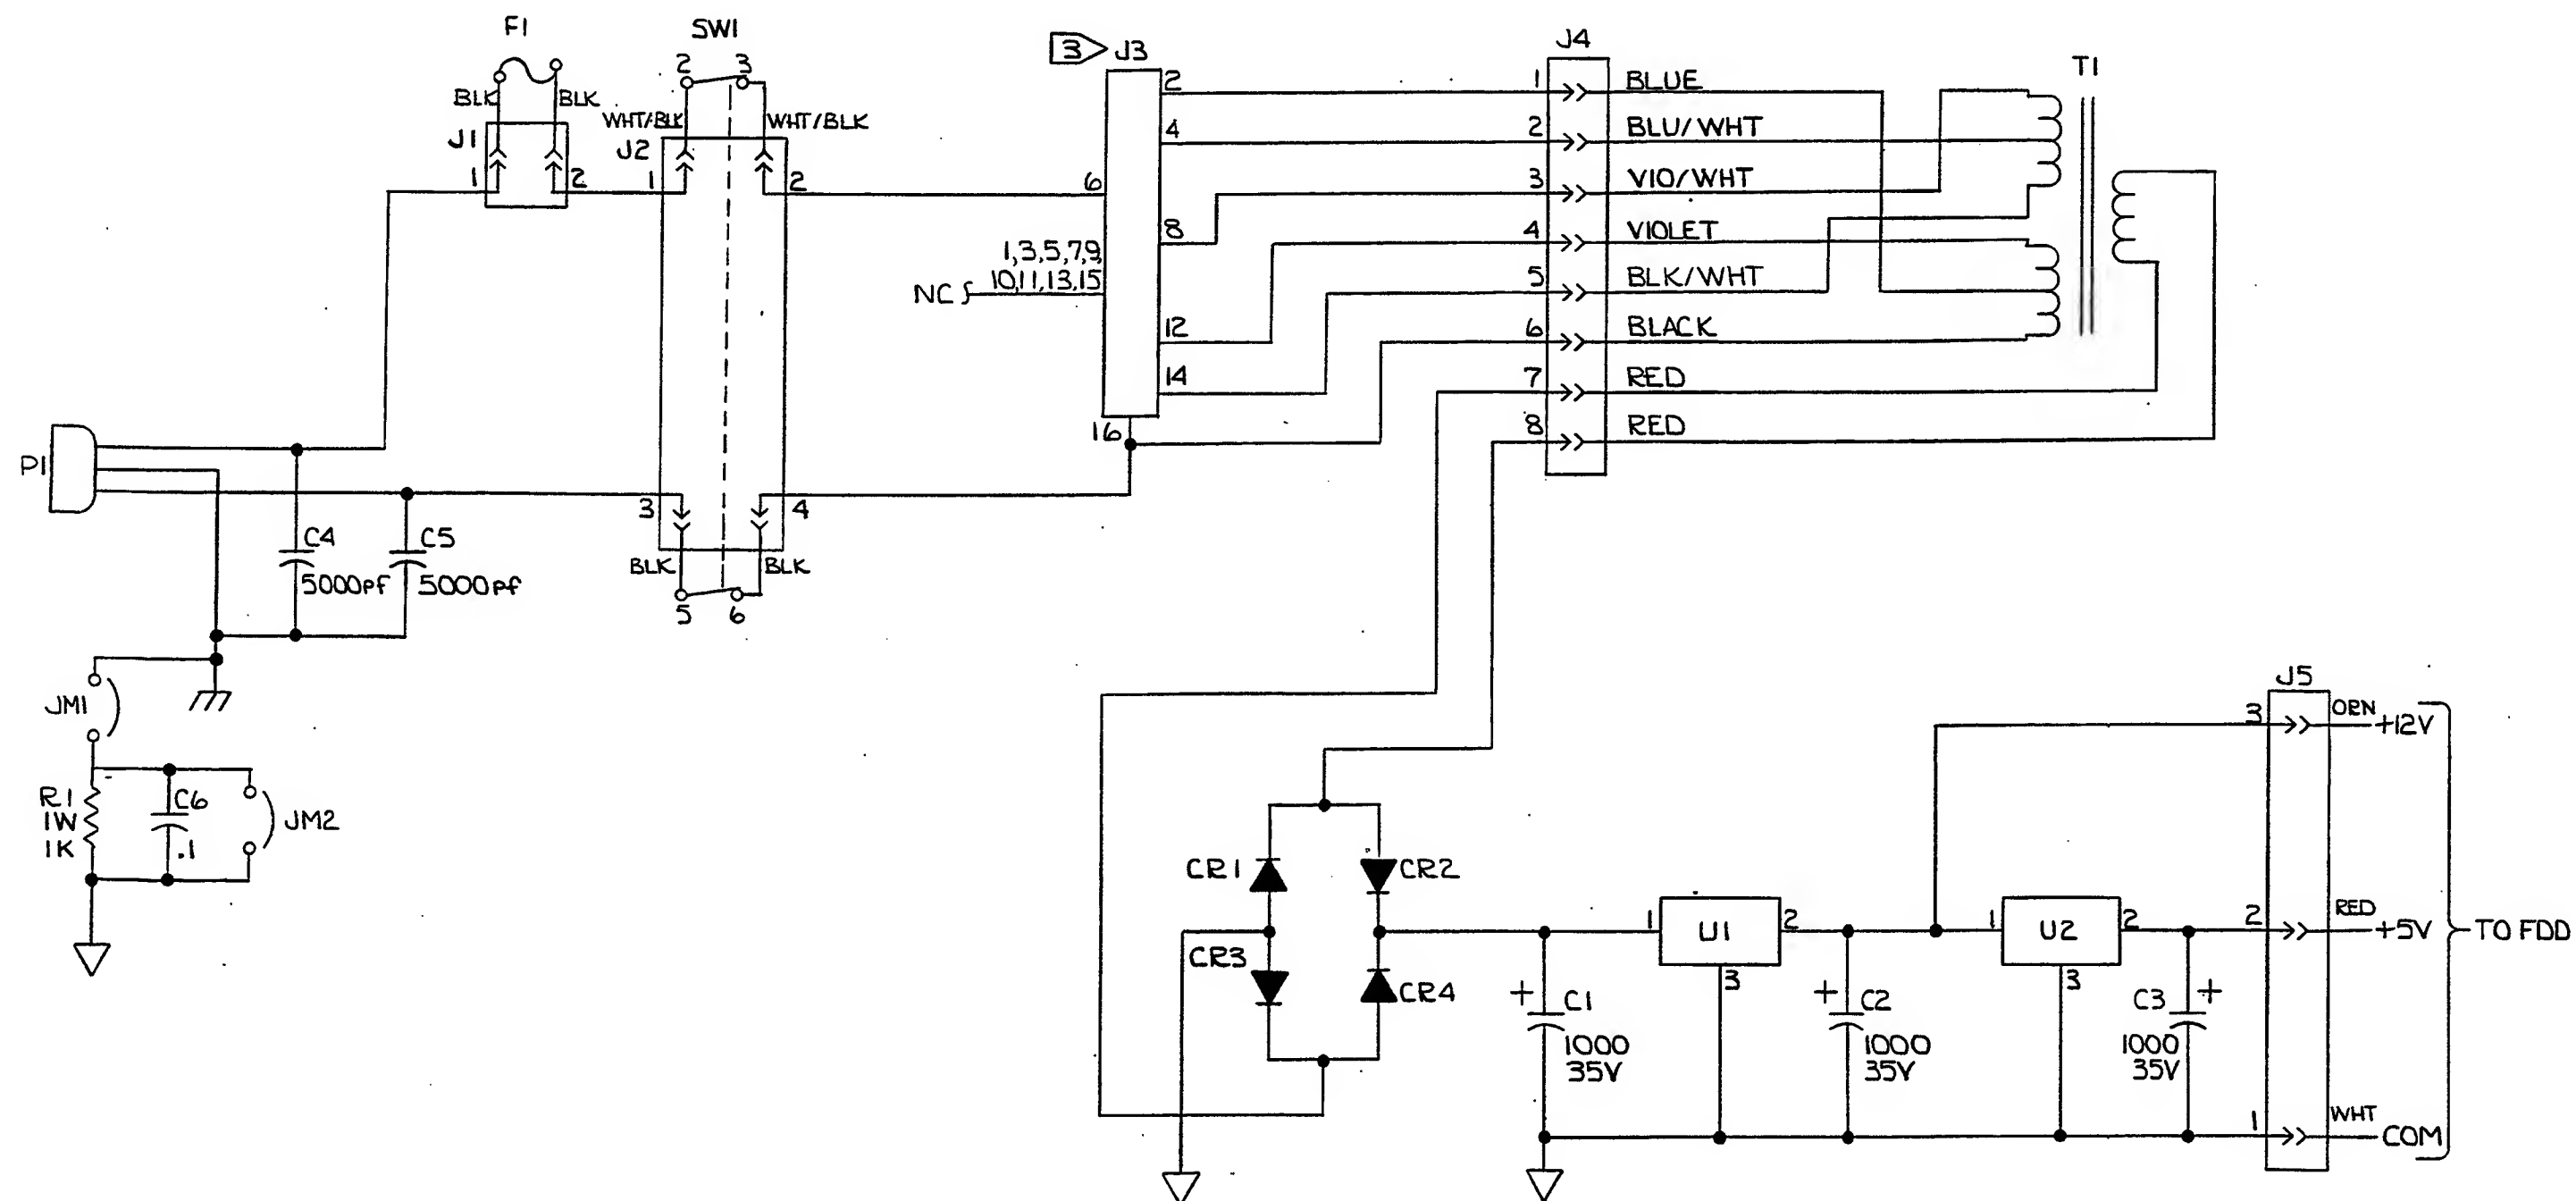 F1
SW1
3
J3
J4
T1
2 3
BLK BLK
WHT/BLK WHT/BLK
J1
1 2
J2
1 2
6
2
4
8
12
14
16
1,3,5,7,9,
10,11,13,15
NC
1 BLUE
2 BLU/WHT
3 VIO/WHT
4 VIOLET
5 BLK/WHT
6 BLACK
7 RED
8 RED
P1
3 4
BLK BLK
5 6
C4
5000pf
C5
5000pf
JM1
R1
1W
1K
C6
.1
JM2
CR1
CR2
CR3
CR4
1 U1 2
3
1 U2 2
3
+ C1
1000
35V
+ C2
1000
35V
C3 +
1000
35V
J5
3 ORN +12V
2 RED +5V
1 WHT COM
TO FDD